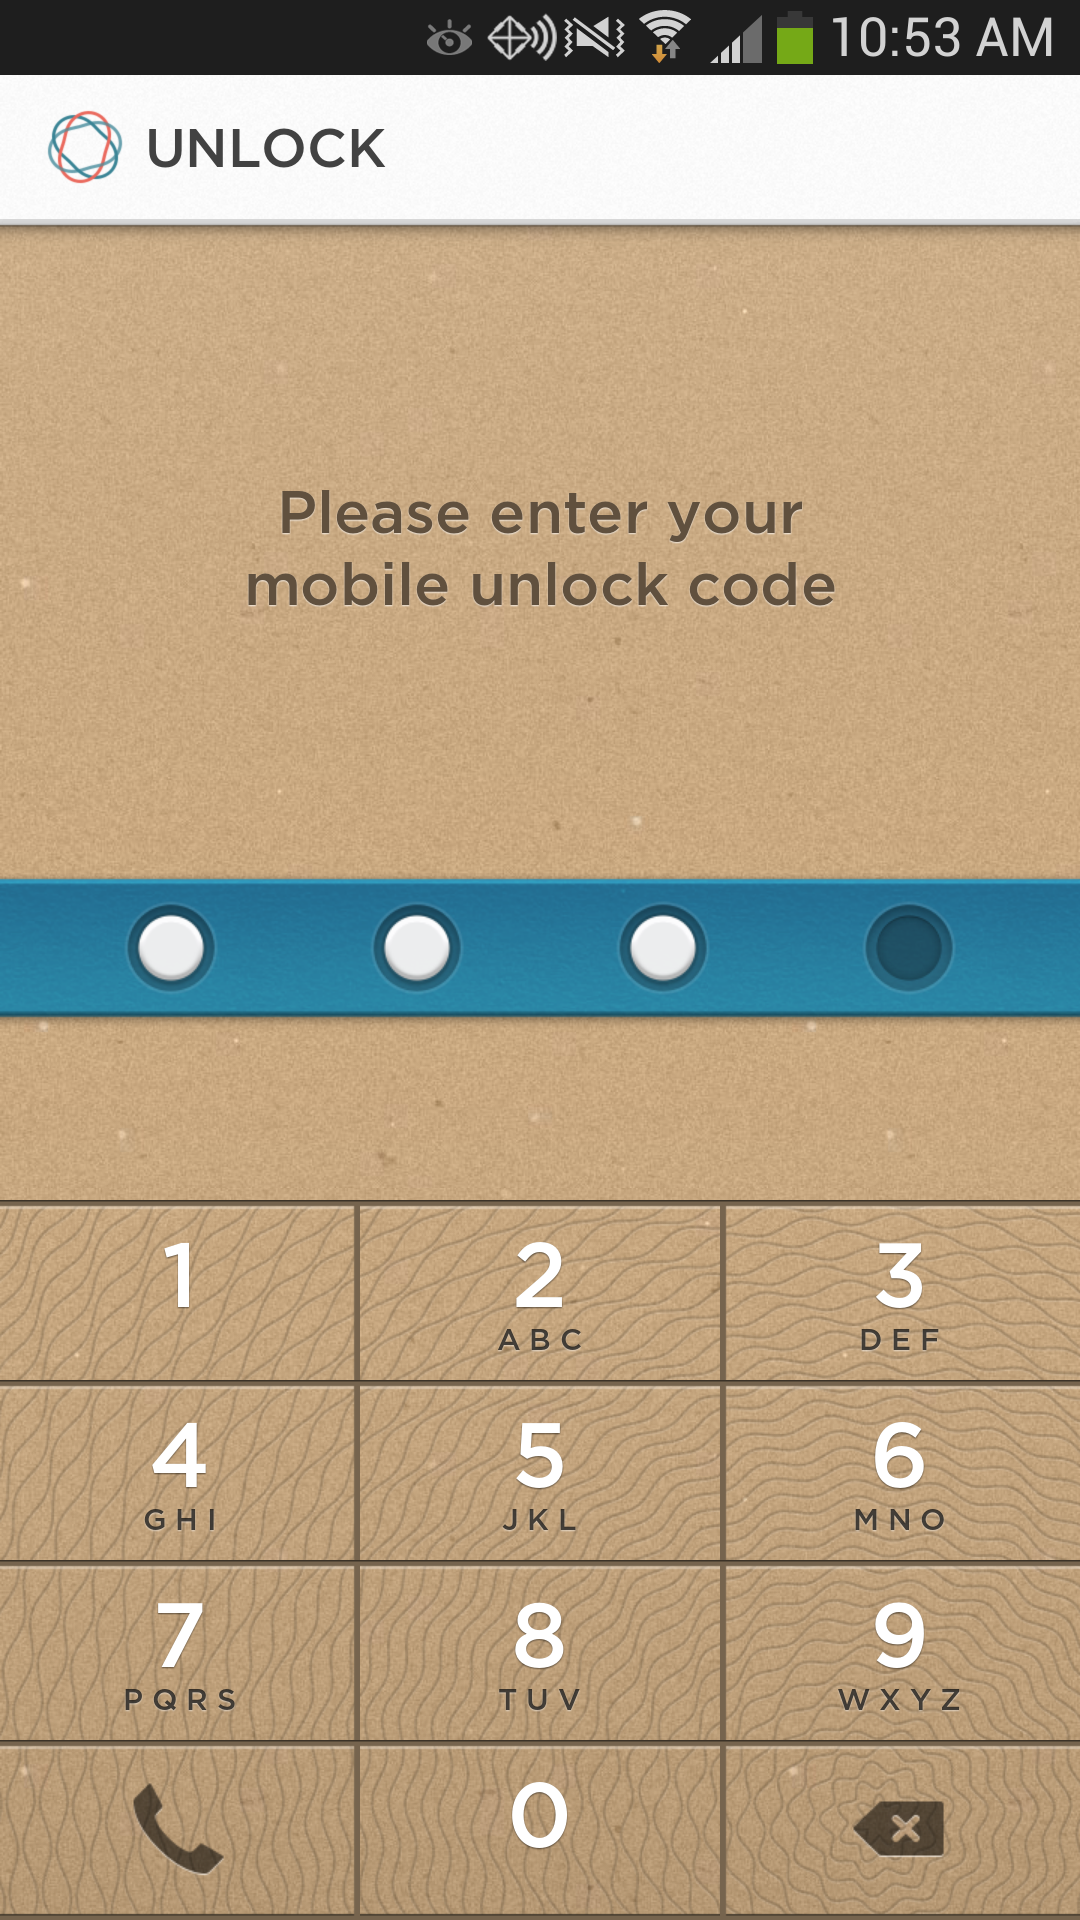 10:53 AM
UNLOCK
Please enter your
mobile unlock code
1 2 3
ABC DEF
4 5 6
GHI JKL MNO
7 8 9
PQRS TUV WXYZ
0